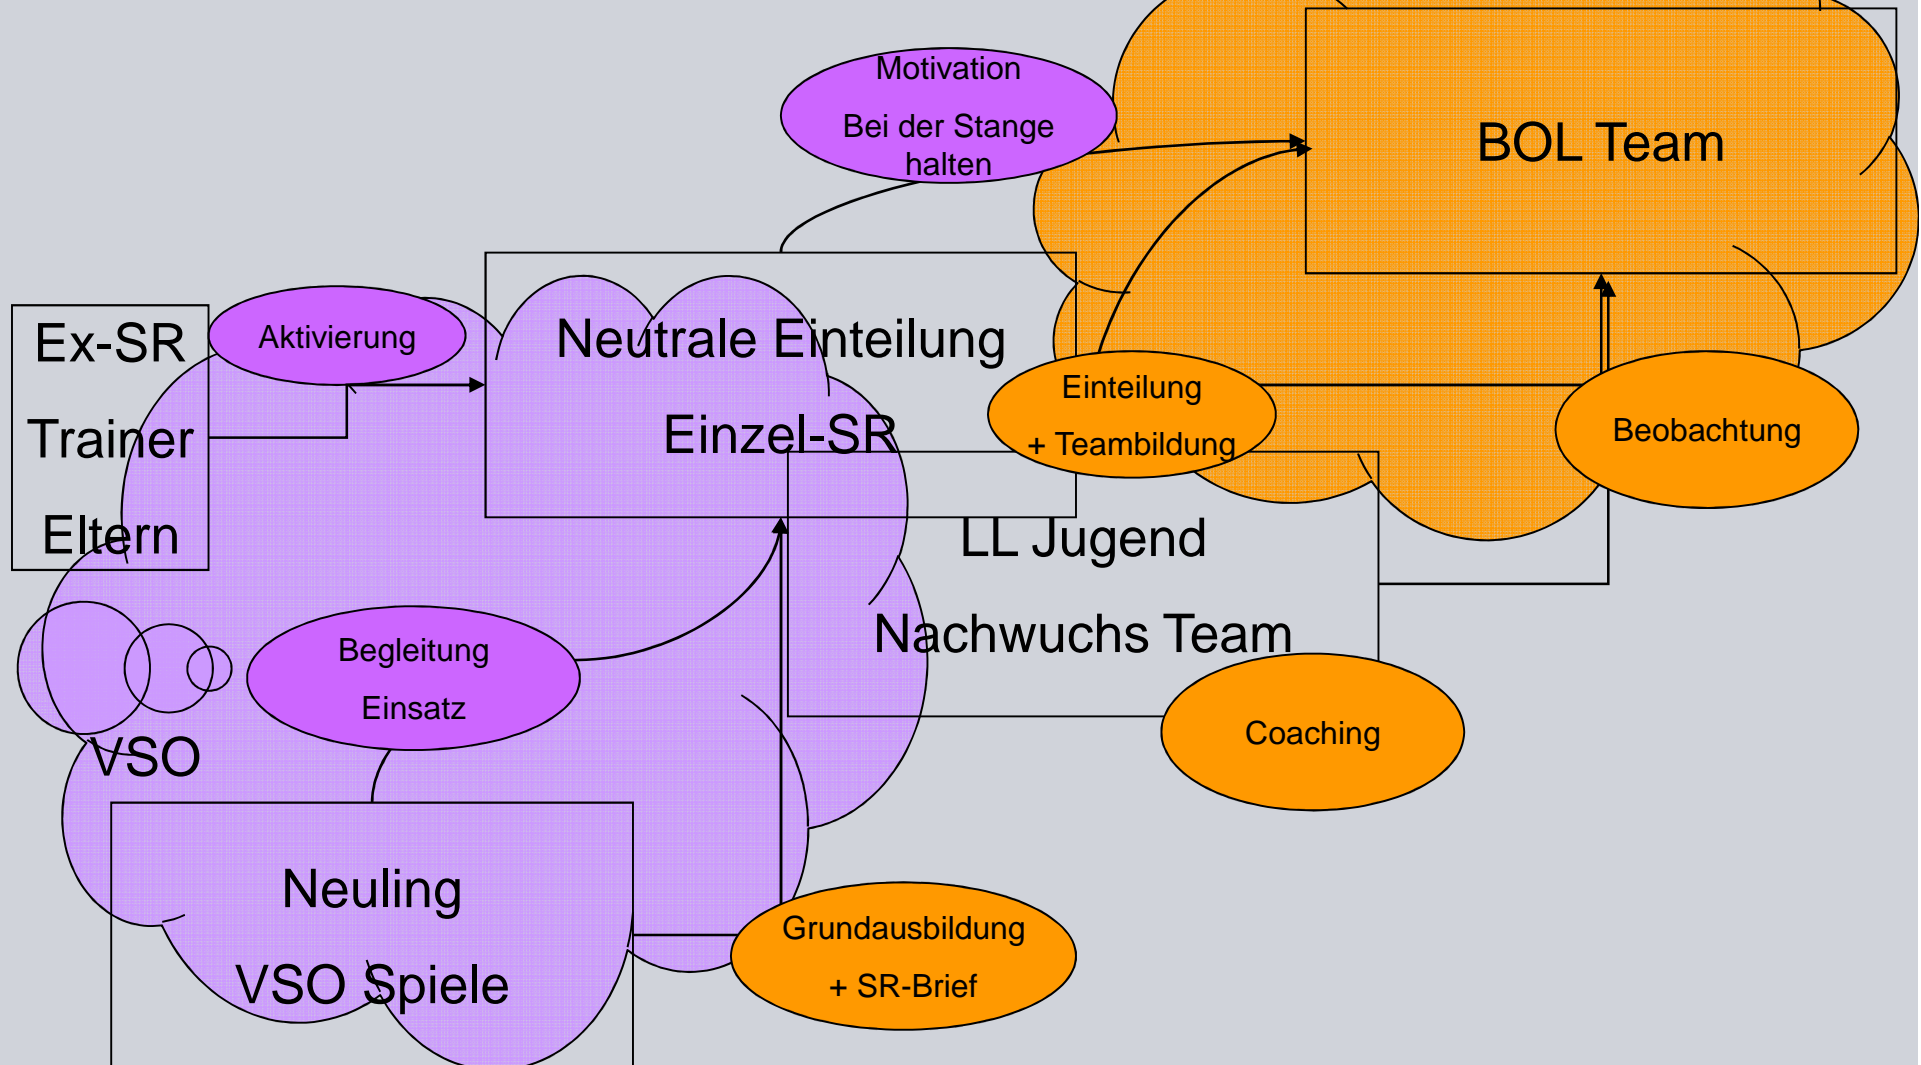 Motivation
Bei der Stange
halten
BOL Team
Ex-SR
Trainer
Eltern
Aktivierung
Neutrale Einteilung
Einzel-SR
Einteilung
+ Teambildung
Beobachtung
LL Jugend
Nachwuchs Team
Begleitung
Einsatz
Coaching
VSO
Neuling
VSO Spiele
Grundausbildung
+ SR-Brief